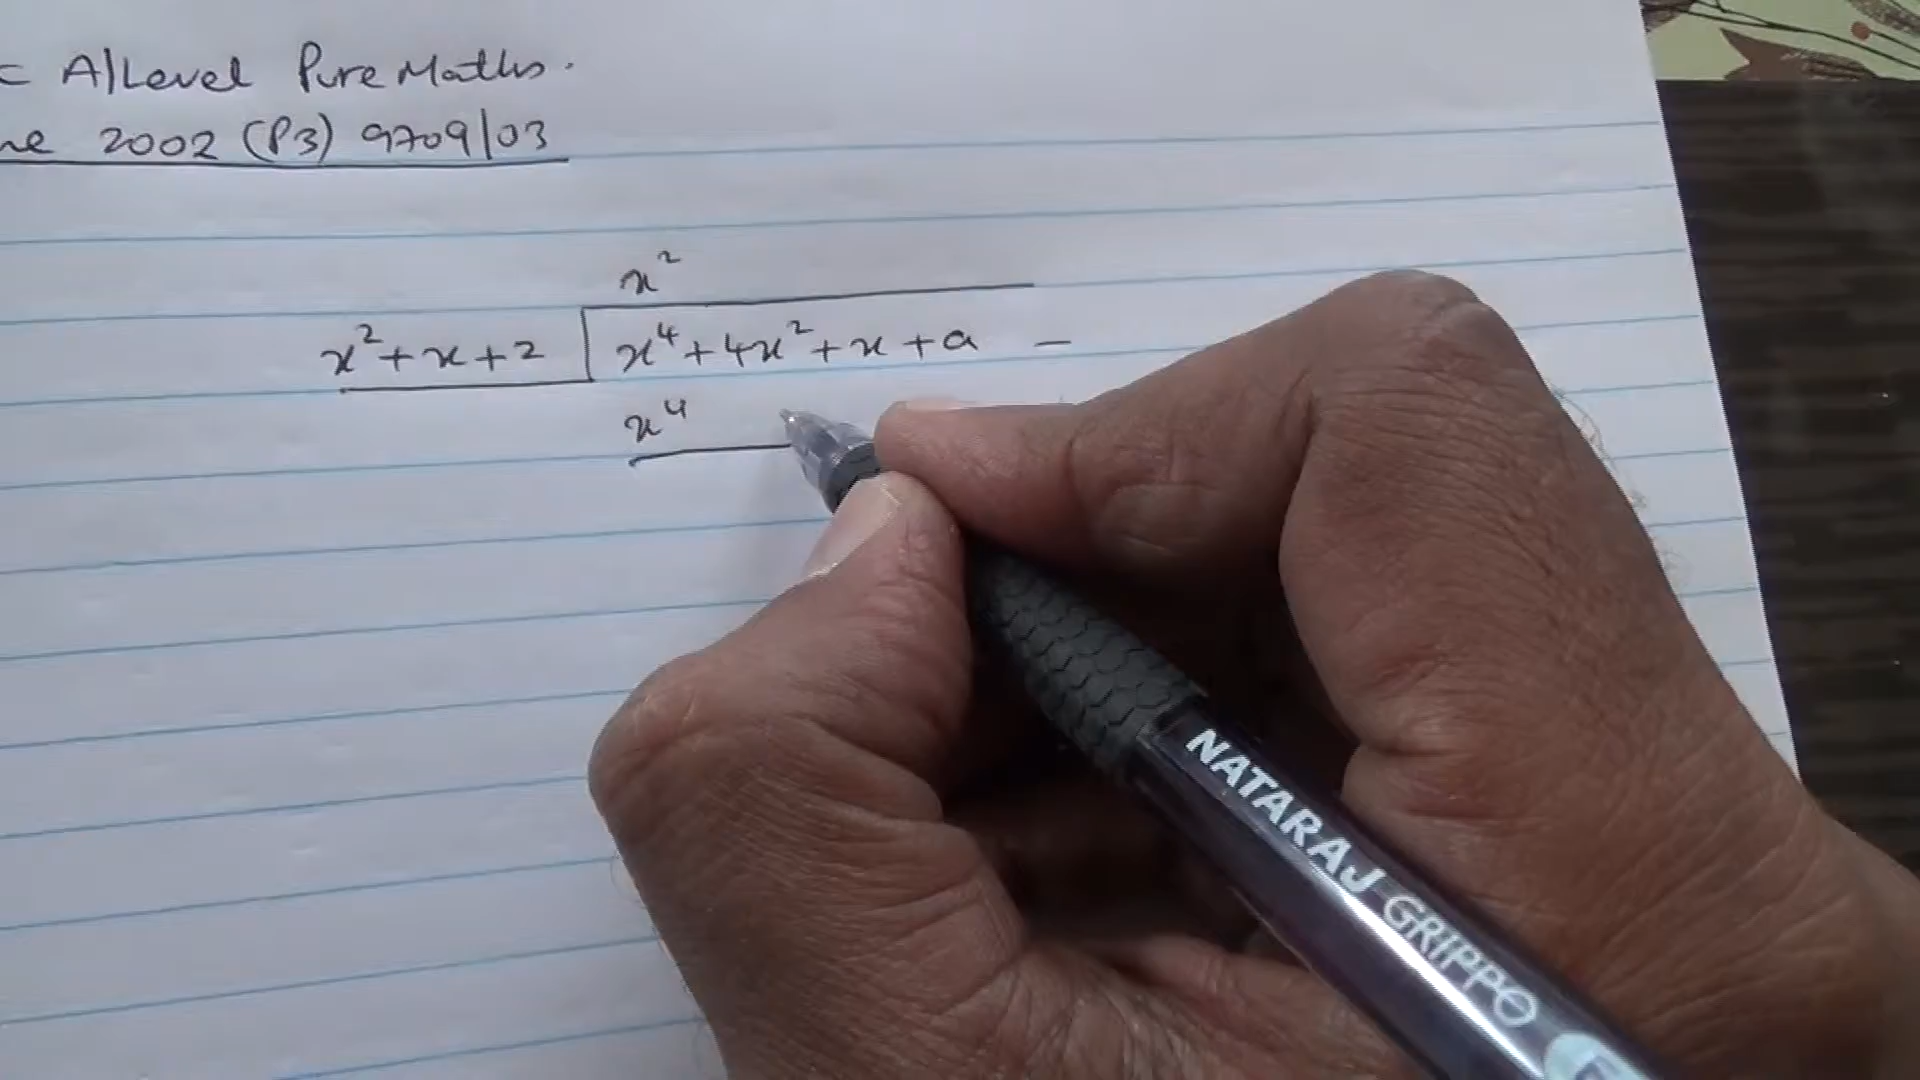 A/Level Pure Maths.
2002 (P3) 9709/03
x²
x²+x+2 x⁴+4x²+x+a -
x⁴
NATARAJ GRIPPO